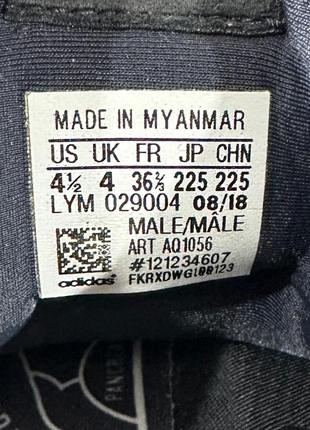 MADE IN MYANMAR
US UK FR JP CHN
4½ 4 36⅔ 225 225
LYM 029004 08/18
MALE/MÂLE
ART AQ1056
#121234607
adidas